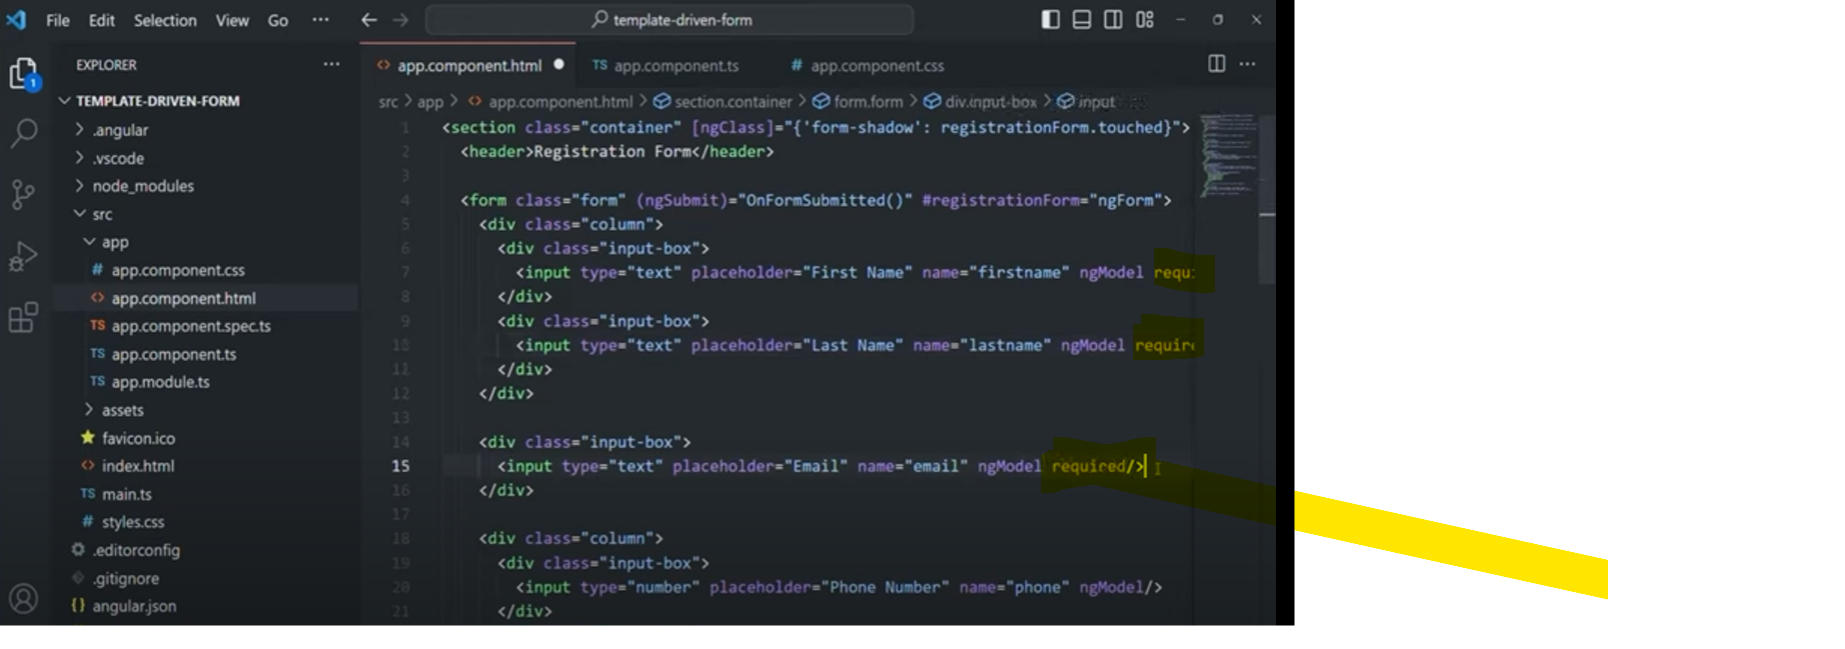 File Edit Selection View Go ··· template-driven-form
EXPLORER ···
TEMPLATE-DRIVEN-FORM
.angular
.vscode
node_modules
src
app
# app.component.css
<> app.component.html
TS app.component.spec.ts
TS app.component.ts
TS app.module.ts
assets
favicon.ico
<> index.html
TS main.ts
# styles.css
.editorconfig
.gitignore
{} angular.json
1
<> app.component.html ● TS app.component.ts # app.component.css ···
src > app > <> app.component.html > section.container > form.form > div.input-box > input
1 <section class="container" [ngClass]="{'form-shadow': registrationForm.touched}">
2 <header>Registration Form</header>
3
4 <form class="form" (ngSubmit)="OnFormSubmitted()" #registrationForm="ngForm">
5 <div class="column">
6 <div class="input-box">
7 <input type="text" placeholder="First Name" name="firstname" ngModel requi
8 </div>
9 <div class="input-box">
10 <input type="text" placeholder="Last Name" name="lastname" ngModel require
11 </div>
12 </div>
13
14 <div class="input-box">
15 <input type="text" placeholder="Email" name="email" ngModel required/>
16 </div>
17
18 <div class="column">
19 <div class="input-box">
20 <input type="number" placeholder="Phone Number" name="phone" ngModel/>
21 </div>